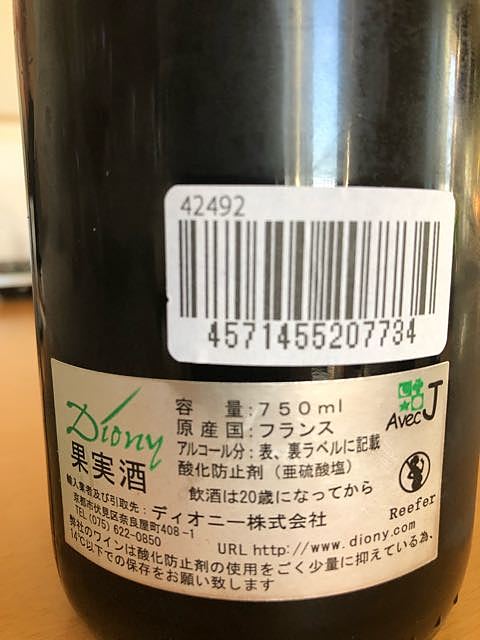 42492
4571455207734
Diony
果実酒
容 量:750ml
原産国:フランス
アルコール分:表、裏ラベルに記載
酸化防止剤(亜硫酸塩)
飲酒は20歳になってから
Avec J
Reefer
輸入業者及び引取先:ディオニー株式会社
京都市伏見区奈良屋町408-1
TEL(075)622-0850
URL http://www.diony.com
弊社のワインは酸化防止剤の使用をごく少量に抑えている為、
14℃以下での保存をお願い致します